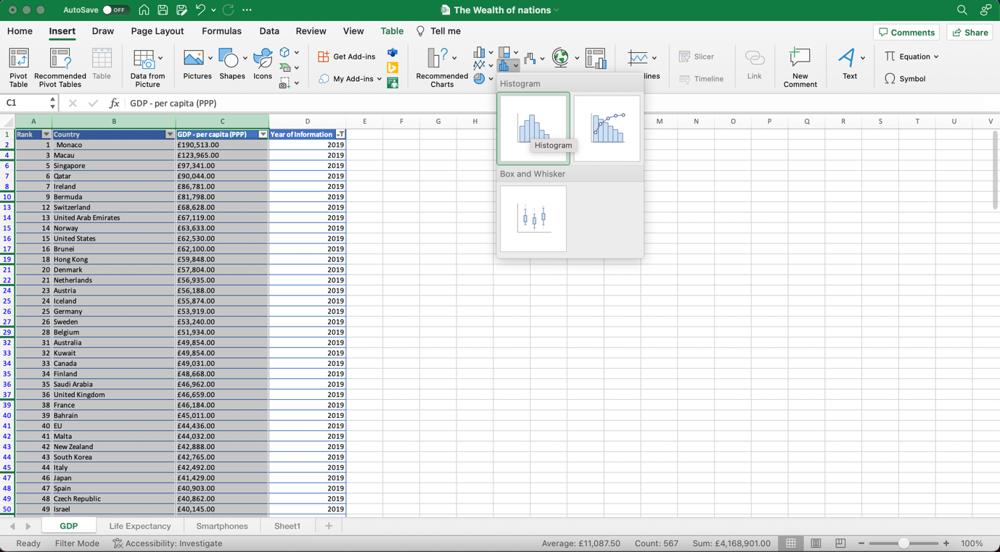 AutoSave OFF The Wealth of nations
Home Insert Draw Page Layout Formulas Data Review View Table Tell me Comments Share
Get Add-ins Slicer Equation
My Add-ins Timeline Symbol
Pivot Table
Recommended Pivot Tables
Table
Data from Picture
Pictures
Shapes
Icons
Recommended Charts
lines
Link
New Comment
Text
Histogram
Histogram
Box and Whisker
C1 fx GDP - per capita (PPP)
A B C D E F G H M N O P Q R S T U V
1 Rank Country GDP - per capita (PPP) Year of Information
2 1 Monaco £190,513.00 2019
4 3 Macau £123,965.00 2019
6 5 Singapore £97,341.00 2019
7 6 Qatar £90,044.00 2019
8 7 Ireland £86,781.00 2019
10 9 Bermuda £81,798.00 2019
13 12 Switzerland £68,628.00 2019
14 13 United Arab Emirates £67,119.00 2019
15 14 Norway £63,633.00 2019
16 15 United States £62,530.00 2019
17 16 Brunei £62,100.00 2019
19 18 Hong Kong £59,848.00 2019
21 20 Denmark £57,804.00 2019
22 21 Netherlands £56,935.00 2019
24 23 Austria £56,188.00 2019
25 24 Iceland £55,874.00 2019
26 25 Germany £53,919.00 2019
27 26 Sweden £53,240.00 2019
29 28 Belgium £51,934.00 2019
32 31 Australia £49,854.00 2019
33 32 Kuwait £49,854.00 2019
34 33 Canada £49,031.00 2019
35 34 Finland £48,668.00 2019
36 35 Saudi Arabia £46,962.00 2019
37 36 United Kingdom £46,659.00 2019
39 38 France £46,184.00 2019
40 39 Bahrain £45,011.00 2019
41 40 EU £44,436.00 2019
42 41 Malta £44,032.00 2019
43 42 New Zealand £42,888.00 2019
44 43 South Korea £42,765.00 2019
45 44 Italy £42,492.00 2019
47 46 Japan £41,429.00 2019
48 47 Spain £40,903.00 2019
49 48 Czech Republic £40,862.00 2019
50 49 Israel £40,145.00 2019
GDP Life Expectancy Smartphones Sheet1
Ready Filter Mode Accessibility: Investigate Average: £11,087.50 Count: 567 Sum: £4,168,901.00 100%